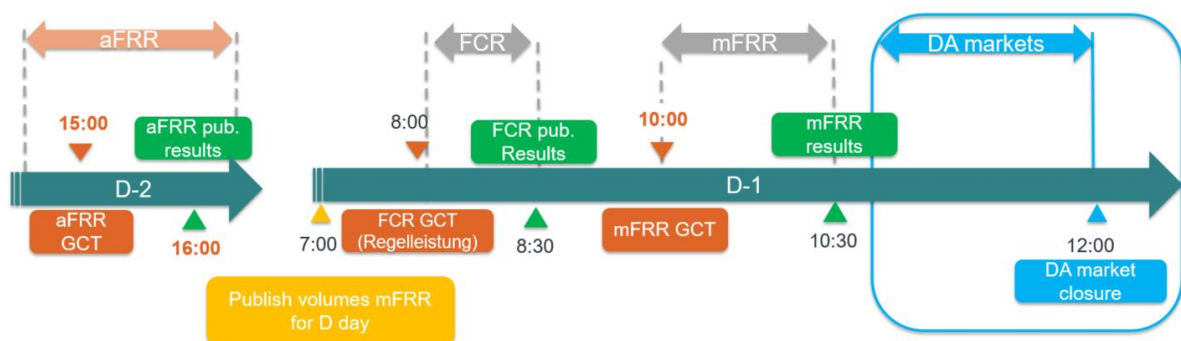 aFRR
FCR
mFRR
DA markets
15:00
aFRR pub.
results
8:00
FCR pub.
Results
10:00
mFRR
results
D-2
D-1
aFRR
GCT
16:00
7:00
FCR GCT
(Regelleistung)
8:30
mFRR GCT
10:30
12:00
DA market
closure
Publish volumes mFRR
for D day